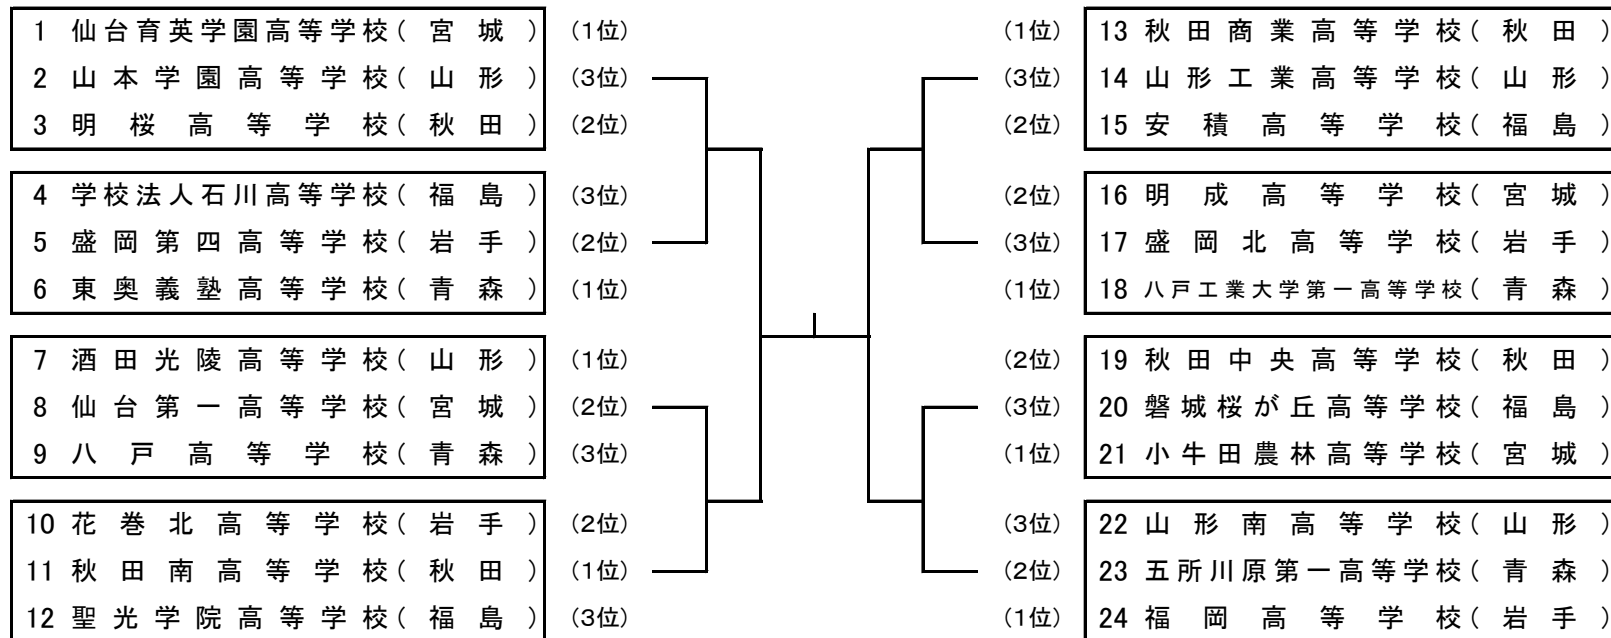 1 仙台育英学園高等学校(宮城) (1位)
2 山本学園高等学校(山形) (3位)
3 明桜高等学校(秋田) (2位)
4 学校法人石川高等学校(福島) (3位)
5 盛岡第四高等学校(岩手) (2位)
6 東奥義塾高等学校(青森) (1位)
7 酒田光陵高等学校(山形) (1位)
8 仙台第一高等学校(宮城) (2位)
9 八戸高等学校(青森) (3位)
10 花巻北高等学校(岩手) (2位)
11 秋田南高等学校(秋田) (1位)
12 聖光学院高等学校(福島) (3位)
(1位) 13 秋田商業高等学校(秋田)
(3位) 14 山形工業高等学校(山形)
(2位) 15 安積高等学校(福島)
(2位) 16 明成高等学校(宮城)
(3位) 17 盛岡北高等学校(岩手)
(1位) 18 八戸工業大学第一高等学校(青森)
(2位) 19 秋田中央高等学校(秋田)
(3位) 20 磐城桜が丘高等学校(福島)
(1位) 21 小牛田農林高等学校(宮城)
(3位) 22 山形南高等学校(山形)
(2位) 23 五所川原第一高等学校(青森)
(1位) 24 福岡高等学校(岩手)